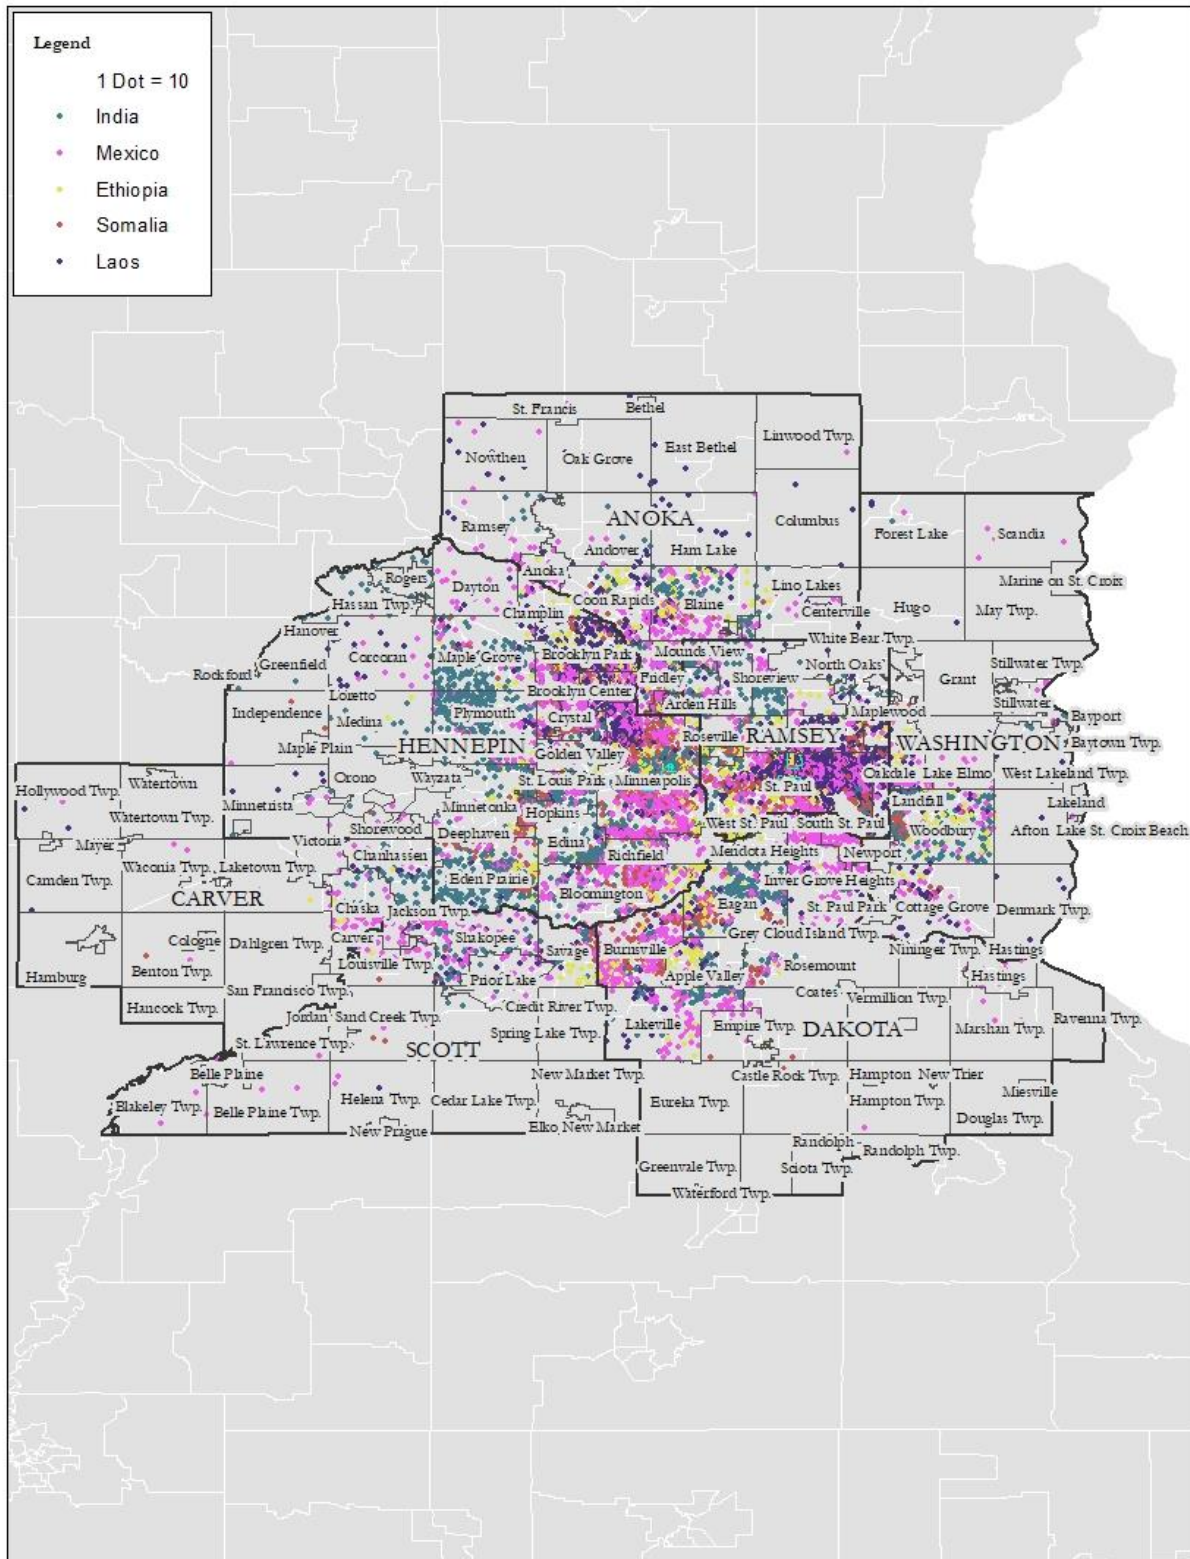 Legend
1 Dot = 10
India
Mexico
Ethiopia
Somalia
Laos
St. Francis
Bethel
Linwood Twp.
Nowthen
Oak Grove
East Bethel
Ramsey
ANOKA
Columbus
Forest Lake
Scandia
Andover
Ham Lake
Rogers
Dayton
Anoka
Lino Lakes
Marine on St. Croix
Hassan Twp.
Champlin
Coon Rapids
Blaine
Centerville
Hugo
May Twp.
Hanover
White Bear Twp.
Corcoran
Maple Grove
Brooklyn Park
Mounds View
North Oaks
Stillwater Twp.
Rockford
Greenfield
Fridley
Shoreview
Grant
Loretto
Brooklyn Center
Arden Hills
Stillwater
Independence
Medina
Plymouth
Crystal
Maplewood
Bayport
Maple Plain
HENNEPIN
Golden Valley
Roseville
RAMSEY
WASHINGTON
Baytown Twp.
Hollywood Twp.
Watertown
Orono
Wayzata
St. Louis Park
Minneapolis
St. Paul
Oakdale
Lake Elmo
West Lakeland Twp.
Watertown Twp.
Minnetrista
Minnetonka
Hopkins
Landfall
Lakeland
Mayer
Victoria
Shorewood
Deephaven
Edina
West St. Paul
South St. Paul
Woodbury
Afton
Lake St. Croix Beach
Camden Twp.
Waconia Twp.
Laketown Twp.
Chanhassen
Richfield
Mendota Heights
Newport
CARVER
Eden Prairie
Bloomington
Inver Grove Heights
Chaska
Jackson Twp.
Eagan
St. Paul Park
Cottage Grove
Denmark Twp.
Cologne
Dahlgren Twp.
Carver
Shakopee
Savage
Burnsville
Grey Cloud Island Twp.
Nininger Twp.
Hastings
Hamburg
Benton Twp.
Louisville Twp.
Prior Lake
Apple Valley
Rosemount
Hastings
San Francisco Twp.
Coates
Vermillion Twp.
Hancock Twp.
Jordan
Sand Creek Twp.
Credit River Twp.
Lakeville
Empire Twp.
DAKOTA
Marshan Twp.
Ravenna Twp.
St. Lawrence Twp.
SCOTT
Spring Lake Twp.
Belle Plaine
New Market Twp.
Castle Rock Twp.
Hampton
New Trier
Blakeley Twp.
Belle Plaine Twp.
Helena Twp.
Cedar Lake Twp.
Eureka Twp.
Hampton Twp.
Miesville
Douglas Twp.
New Prague
Elko New Market
Randolph
Randolph Twp.
Greenvale Twp.
Sciota Twp.
Waterford Twp.